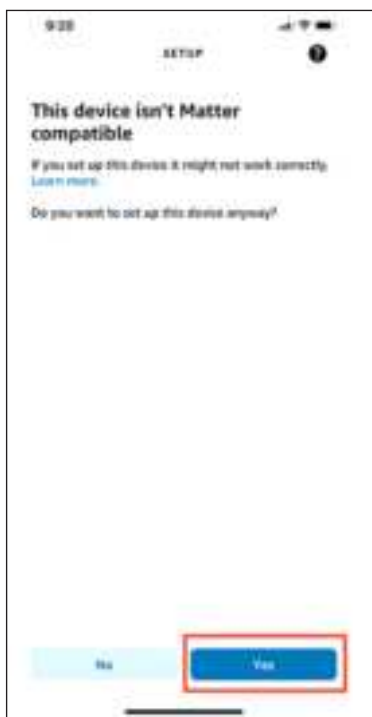 9:28
SETUP
?
This device isn't Matter
compatible
If you set up this device it might not work correctly.
Learn more.
Do you want to set up this device anyway?
No
Yes